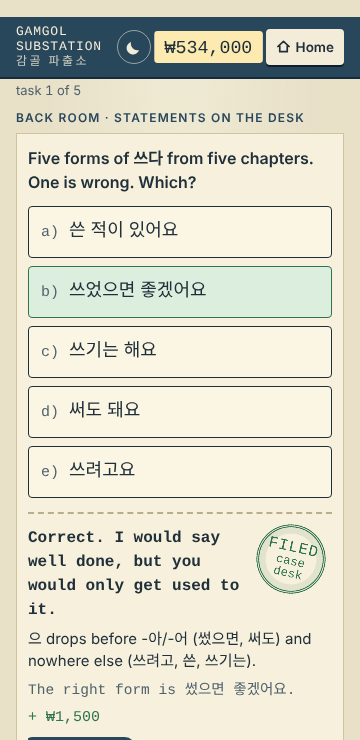 GAMGOL
SUBSTATION
감골 파출소
₩534,000
Home
task 1 of 5
BACK ROOM · STATEMENTS ON THE DESK
Five forms of 쓰다 from five chapters.
One is wrong. Which?
a) 쓴 적이 있어요
b) 쓰었으면 좋겠어요
c) 쓰기는 해요
d) 써도 돼요
e) 쓰려고요
Correct. I would say
well done, but you
would only get used to
it.
FILED
case
desk
으 drops before -아/-어 (썼으면, 써도) and
nowhere else (쓰려고, 쓴, 쓰기는).
The right form is 썼으면 좋겠어요.
+ ₩1,500